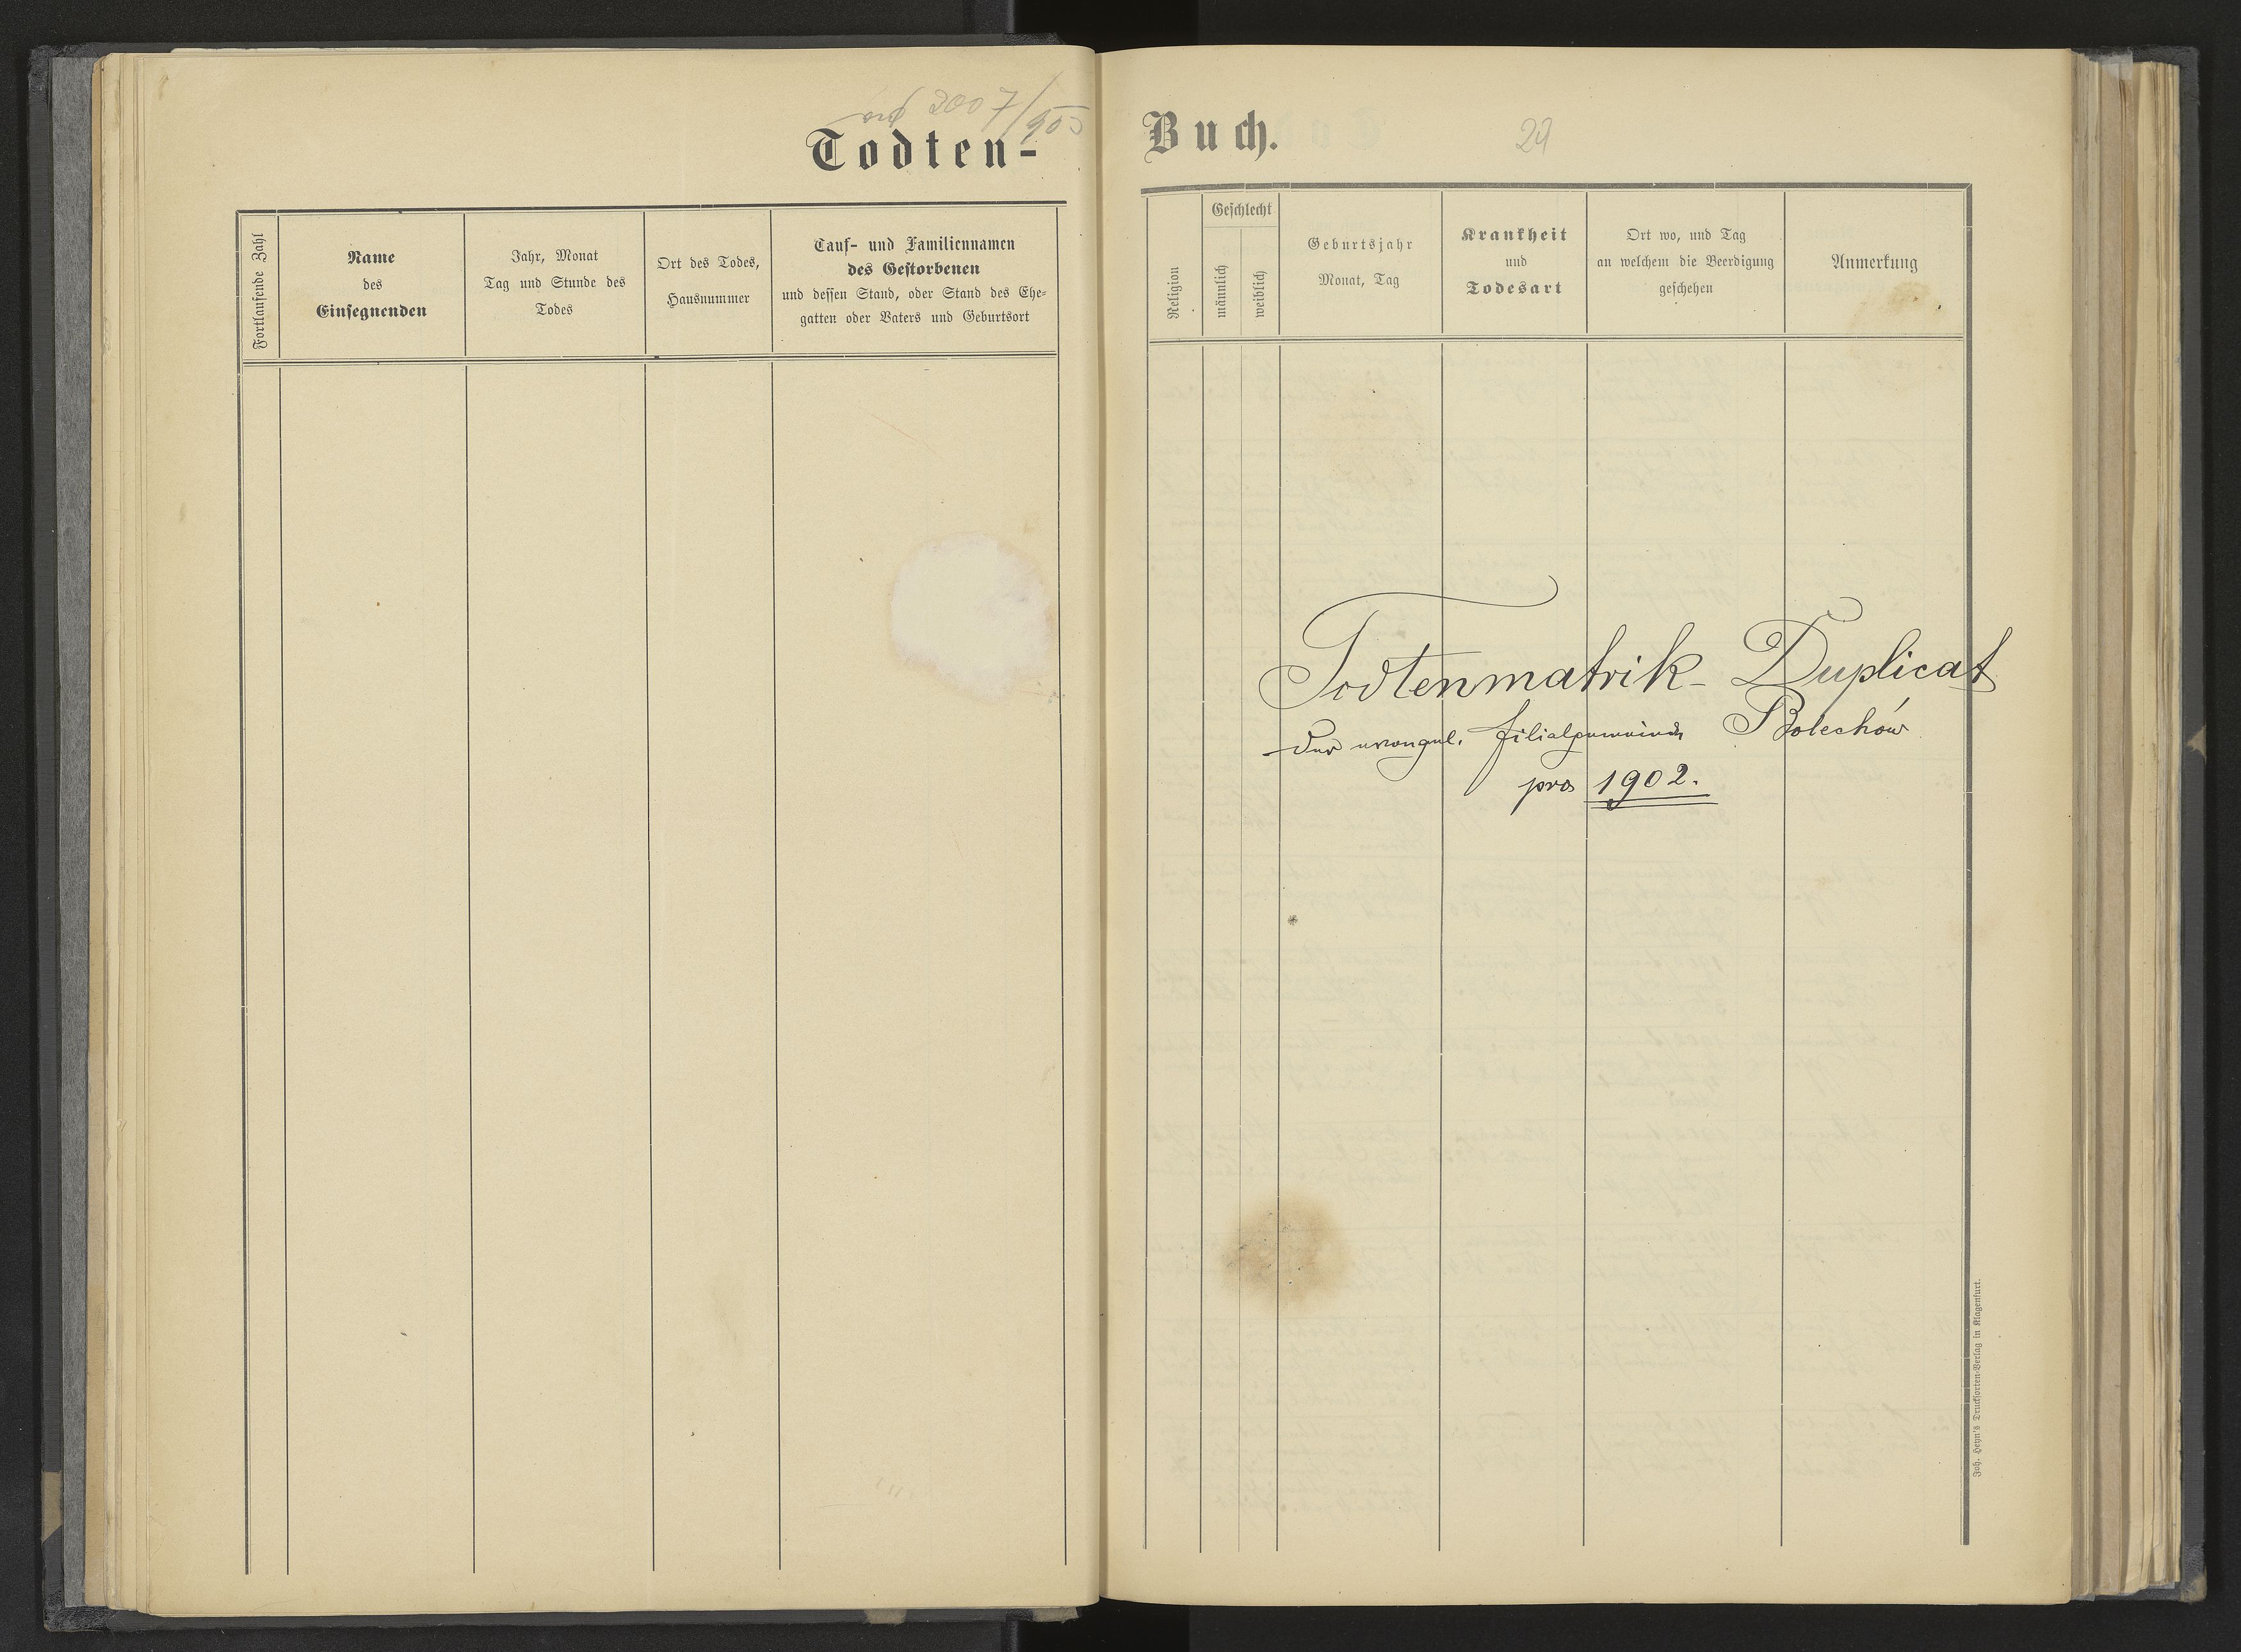 ad 2007/905
Todten-
Fortlaufende Zahl
Name
des
Einsegnenden
Jahr, Monat
Tag und Stunde des
Todes
Ort des Todes,
Hausnummer
Tauf- und Familiennamen
des Gestorbenen
und dessen Stand, oder Stand des Ehe-
gatten oder Vaters und Geburtsort
Buch.
29
Religion
Geschlecht
männlich
weiblich
Geburtsjahr
Monat, Tag
Krankheit
und
Todesart
Ort wo, und Tag
an welchem die Beerdigung
geschehen
Anmerkung
Todtenmatrik-Duplicat
der evangel. Filialgemeinde Bolechów
pro 1902.
Joh. Heyn's Drucksorten-Verlag in Klagenfurt.